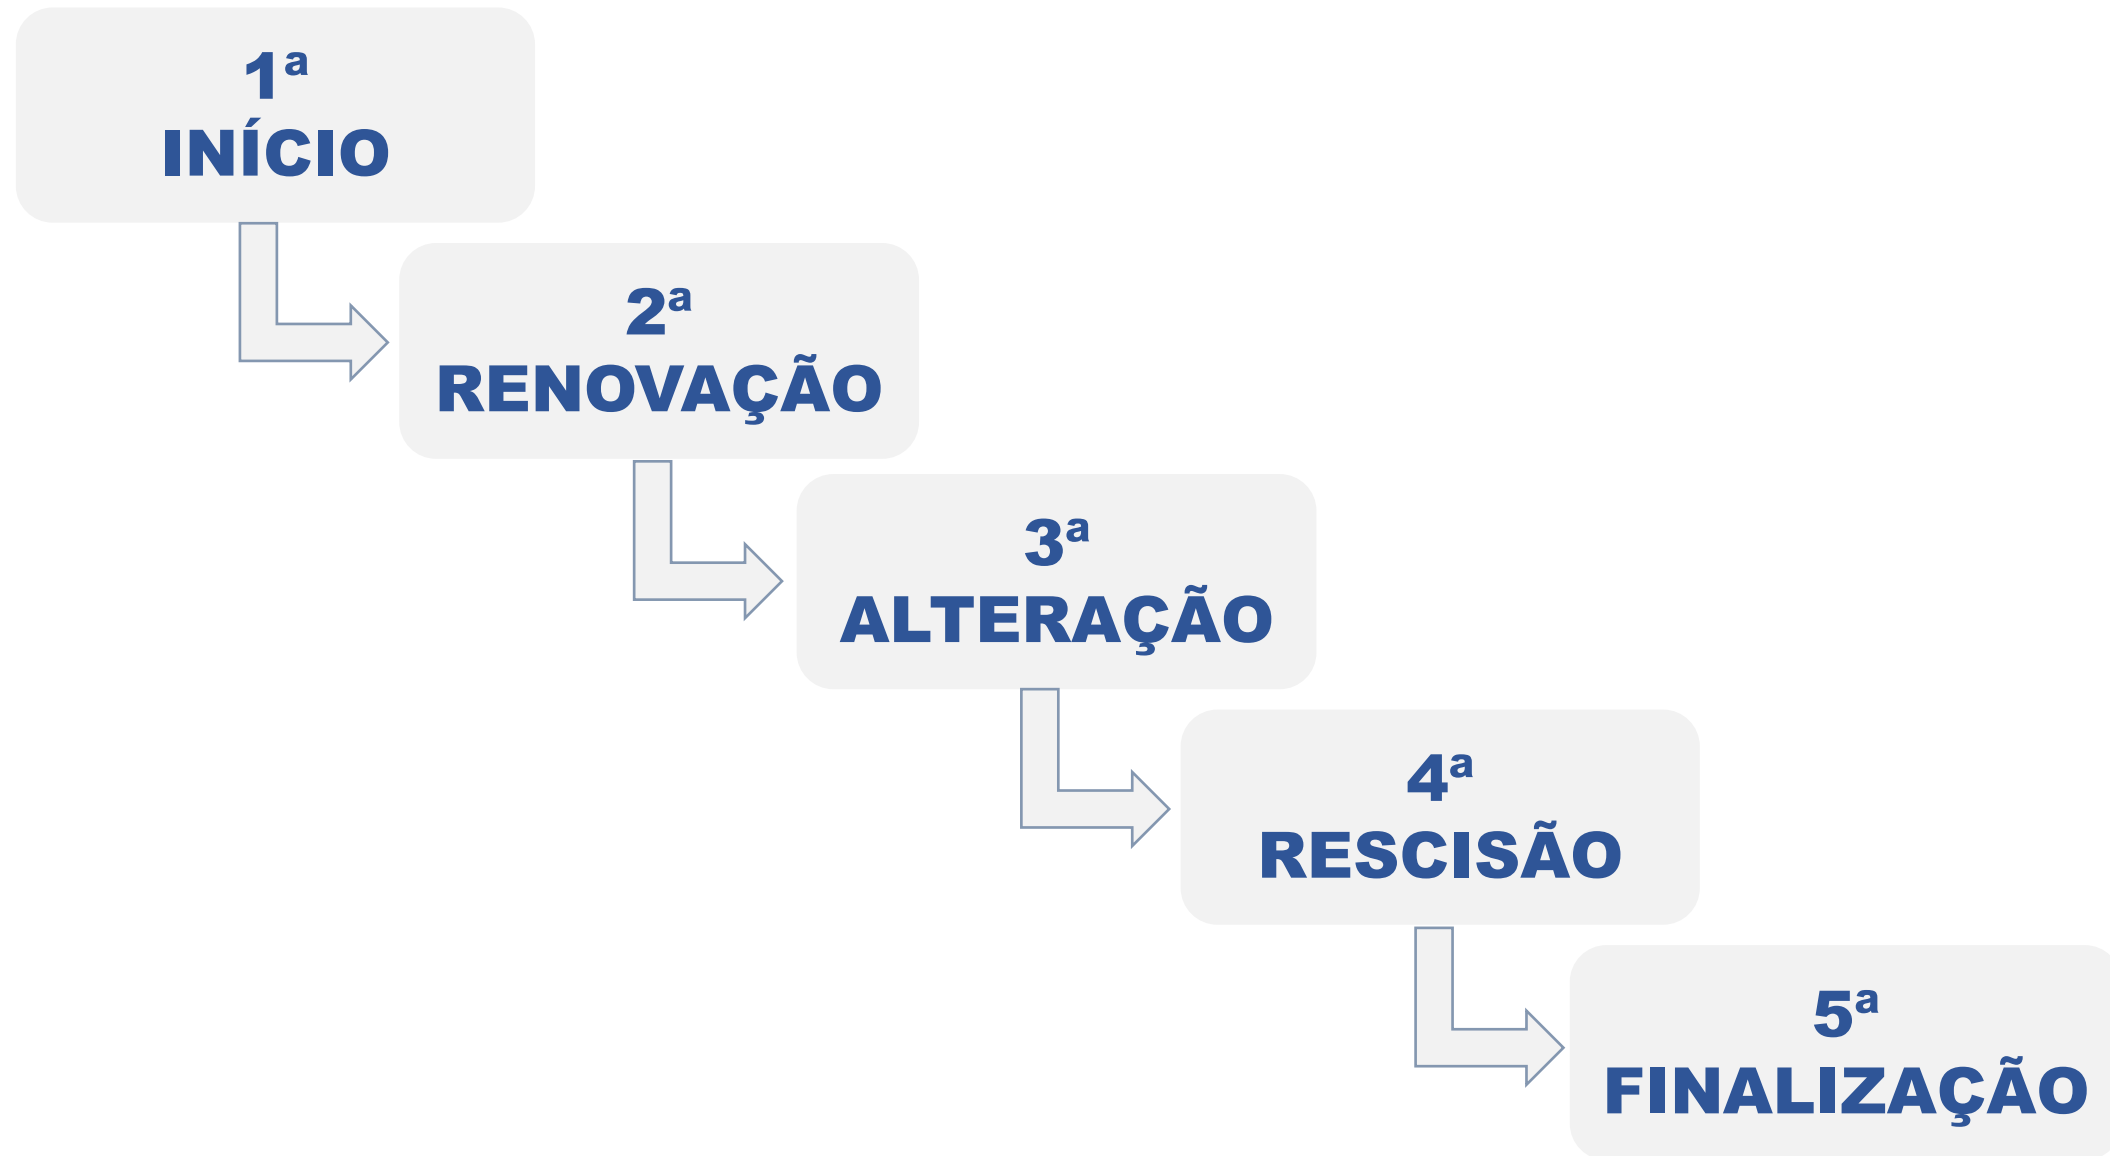 1ª
INÍCIO
2ª
RENOVAÇÃO
3ª
ALTERAÇÃO
4ª
RESCISÃO
5ª
FINALIZAÇÃO